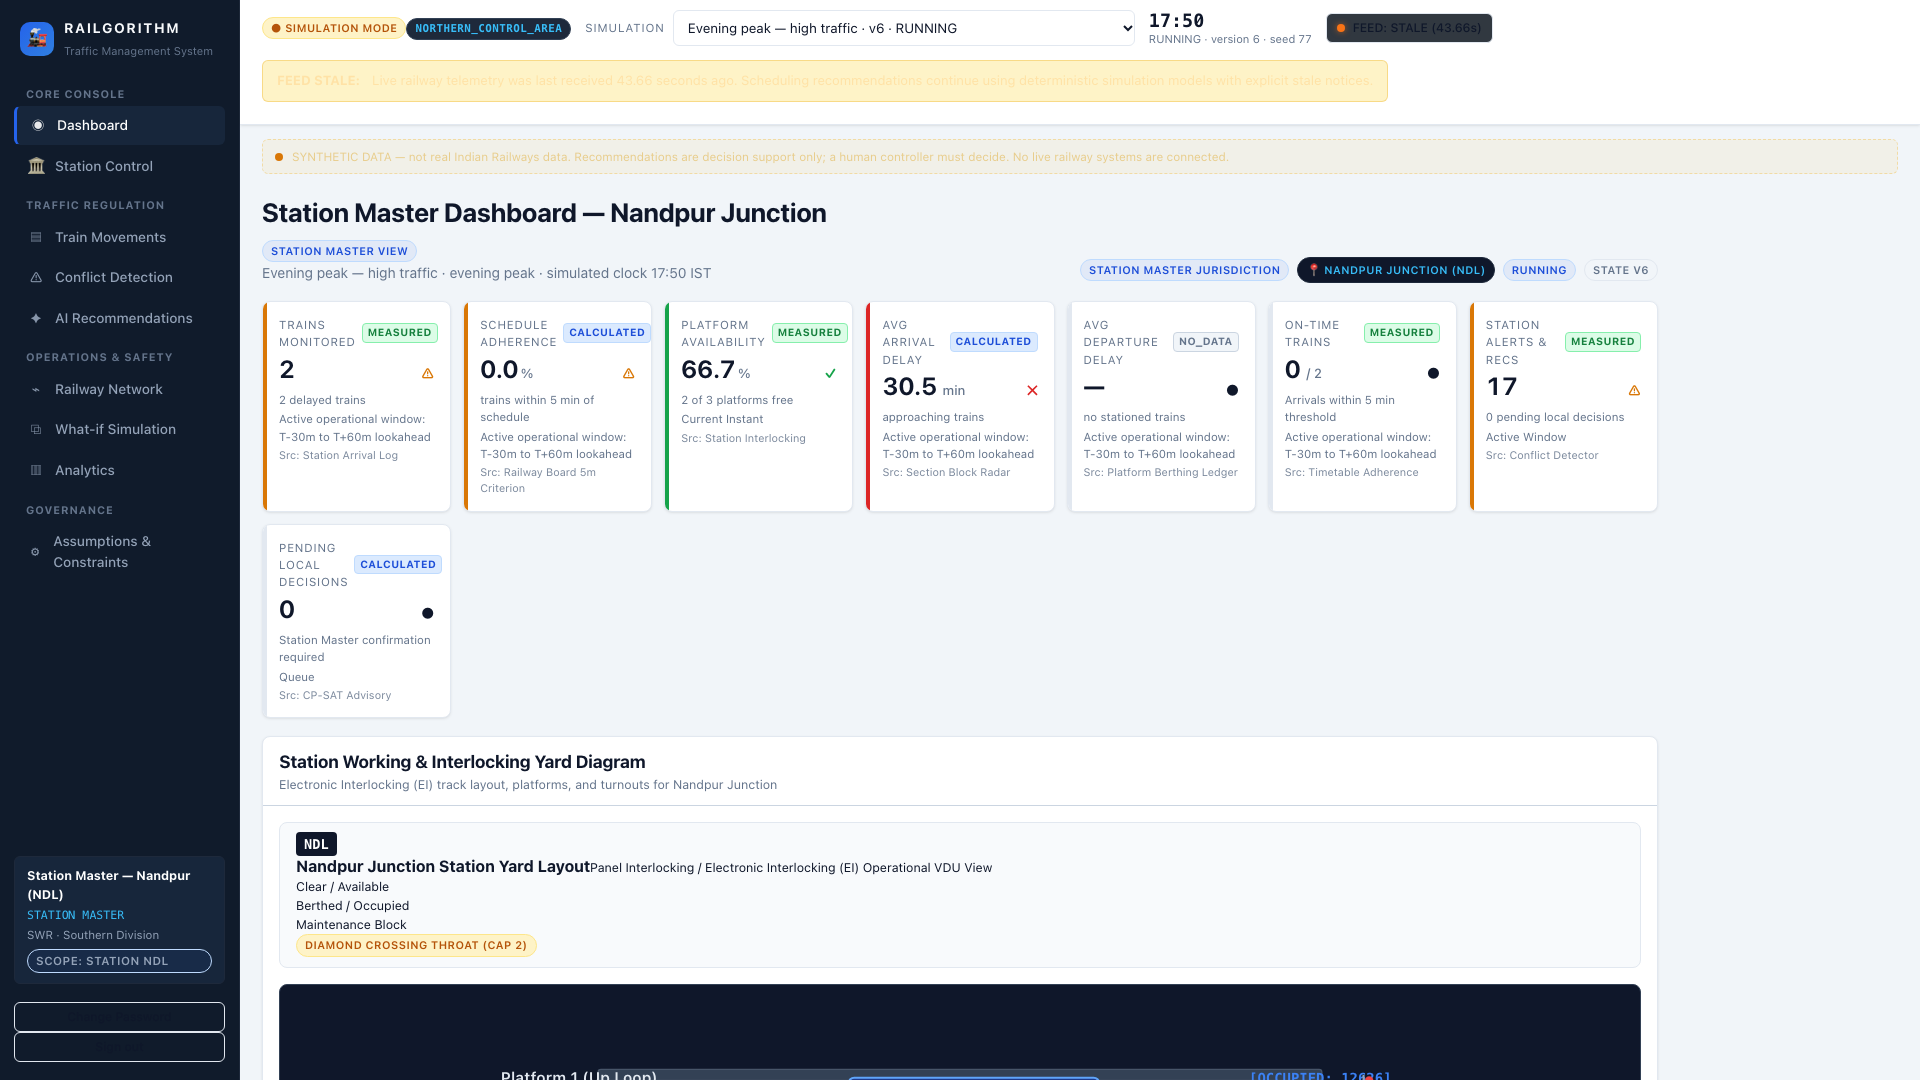 RAILGORITHM
Traffic Management System
CORE CONSOLE
Dashboard
Station Control
TRAFFIC REGULATION
Train Movements
Conflict Detection
AI Recommendations
OPERATIONS & SAFETY
Railway Network
What-if Simulation
Analytics
GOVERNANCE
Assumptions &
Constraints
Station Master — Nandpur
(NDL)
STATION MASTER
SWR · Southern Division
SCOPE: STATION NDL
SIMULATION MODE
NORTHERN_CONTROL_AREA
SIMULATION
Evening peak — high traffic · v6 · RUNNING
17:50
RUNNING · version 6 · seed 77
FEED: STALE (43.66s)
FEED STALE: Live railway telemetry was last received 43.66 seconds ago. Scheduling recommendations continue using deterministic simulation models with explicit stale notices.
SYNTHETIC DATA — not real Indian Railways data. Recommendations are decision support only; a human controller must decide. No live railway systems are connected.
Station Master Dashboard — Nandpur Junction
STATION MASTER VIEW
Evening peak — high traffic · evening peak · simulated clock 17:50 IST
STATION MASTER JURISDICTION
NANDPUR JUNCTION (NDL)
RUNNING
STATE V6
TRAINS
MONITORED
MEASURED
2
2 delayed trains
Active operational window:
T-30m to T+60m lookahead
Src: Station Arrival Log
SCHEDULE
ADHERENCE
CALCULATED
0.0 %
trains within 5 min of
schedule
Active operational window:
T-30m to T+60m lookahead
Src: Railway Board 5m
Criterion
PLATFORM
AVAILABILITY
MEASURED
66.7 %
2 of 3 platforms free
Current Instant
Src: Station Interlocking
AVG
ARRIVAL
DELAY
CALCULATED
30.5 min
approaching trains
Active operational window:
T-30m to T+60m lookahead
Src: Section Block Radar
AVG
DEPARTURE
DELAY
NO_DATA
—
no stationed trains
Active operational window:
T-30m to T+60m lookahead
Src: Platform Berthing Ledger
ON-TIME
TRAINS
MEASURED
0 / 2
Arrivals within 5 min
threshold
Active operational window:
T-30m to T+60m lookahead
Src: Timetable Adherence
STATION
ALERTS &
RECS
MEASURED
17
0 pending local decisions
Active Window
Src: Conflict Detector
PENDING
LOCAL
DECISIONS
CALCULATED
0
Station Master confirmation
required
Queue
Src: CP-SAT Advisory
Station Working & Interlocking Yard Diagram
Electronic Interlocking (EI) track layout, platforms, and turnouts for Nandpur Junction
NDL
Nandpur Junction Station Yard Layout Panel Interlocking / Electronic Interlocking (EI) Operational VDU View
Clear / Available
Berthed / Occupied
Maintenance Block
DIAMOND CROSSING THROAT (CAP 2)
Platform 1 (Up Loop)
[OCCUPIED: 12626]